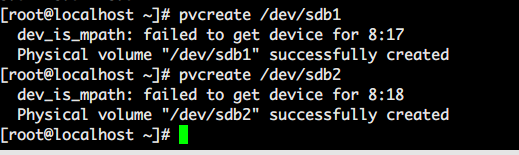 [root@localhost ~]# pvcreate /dev/sdb1
dev_is_mpath: failed to get device for 8:17
Physical volume "/dev/sdb1" successfully created
[root@localhost ~]# pvcreate /dev/sdb2
dev_is_mpath: failed to get device for 8:18
Physical volume "/dev/sdb2" successfully created
[root@localhost ~]#